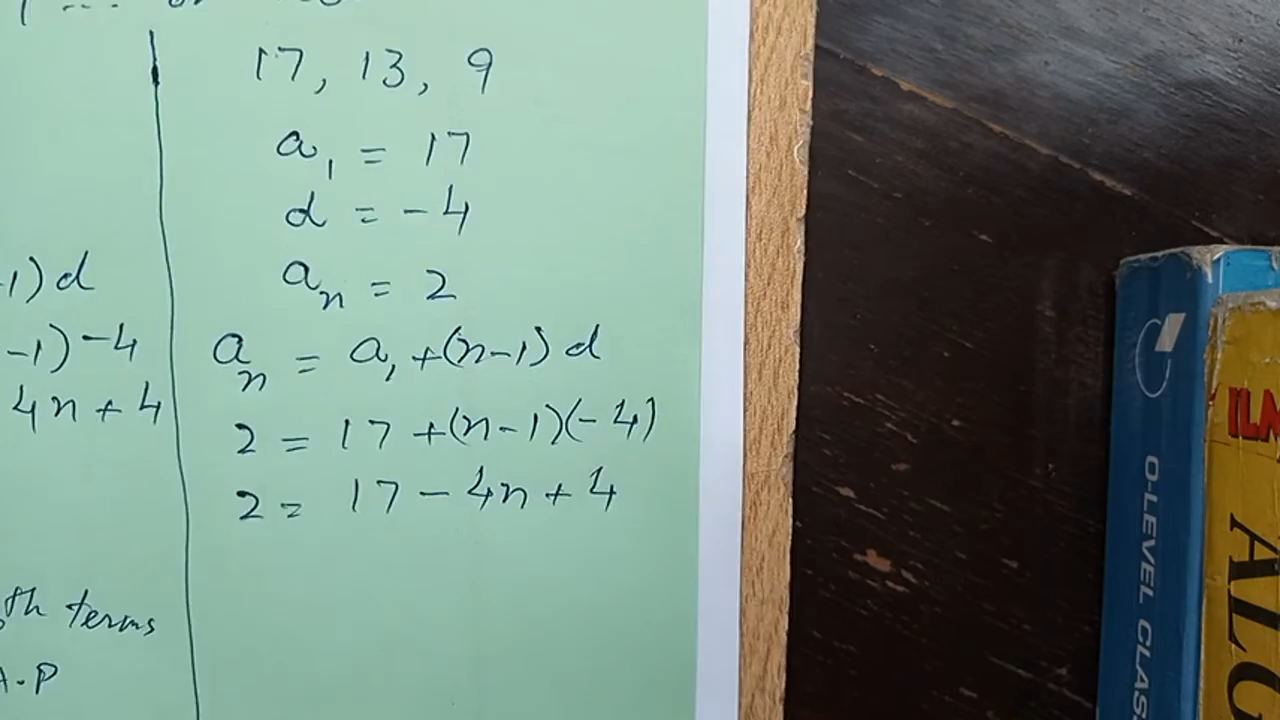 17, 13, 9
a₁ = 17
d = -4
aₙ = 2
-1) d
-1) -4
4n + 4
aₙ = a₁ + (n-1) d
2 = 17 + (n-1)(-4)
2 = 17 - 4n + 4
th terms
A.P
O-LEVEL CLAS